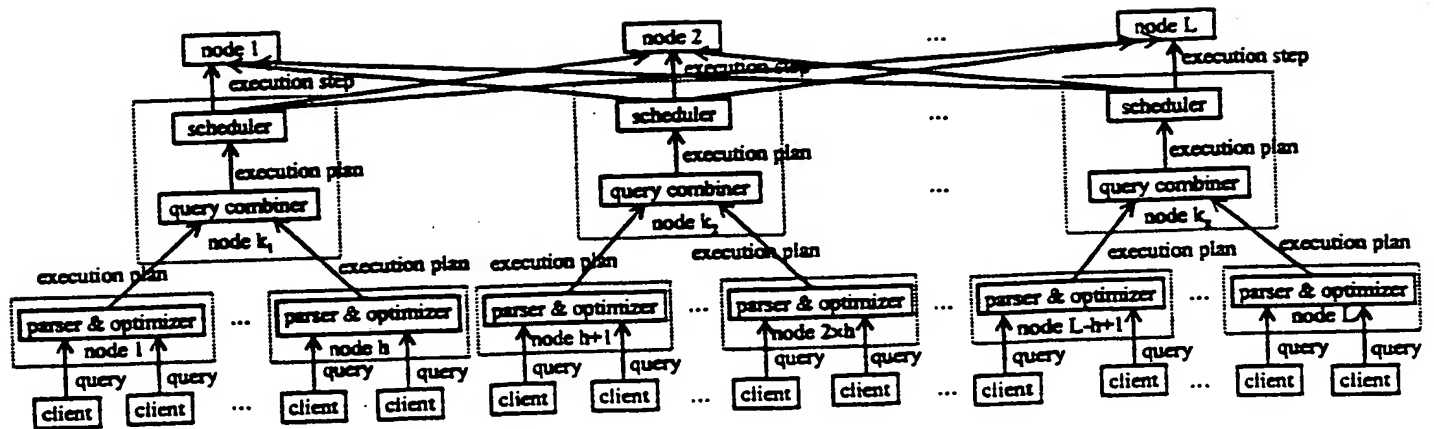 node 1
node 2
...
node L
execution step
execution step
execution step
scheduler
scheduler
...
scheduler
execution plan
execution plan
execution plan
query combiner
query combiner
...
query combiner
node k₁
node k₂
execution plan
execution plan
execution plan
execution plan
execution plan
execution plan
parser & optimizer
...
parser & optimizer
parser & optimizer
...
parser & optimizer
...
parser & optimizer
...
parser & optimizer
node 1
node h
node h+1
node 2×h
node L-h+1
node L
query
query
query
query
query
query
query
query
query
query
query
query
client
client
...
client
client
client
client
...
client
client
...
client
client
...
client
client